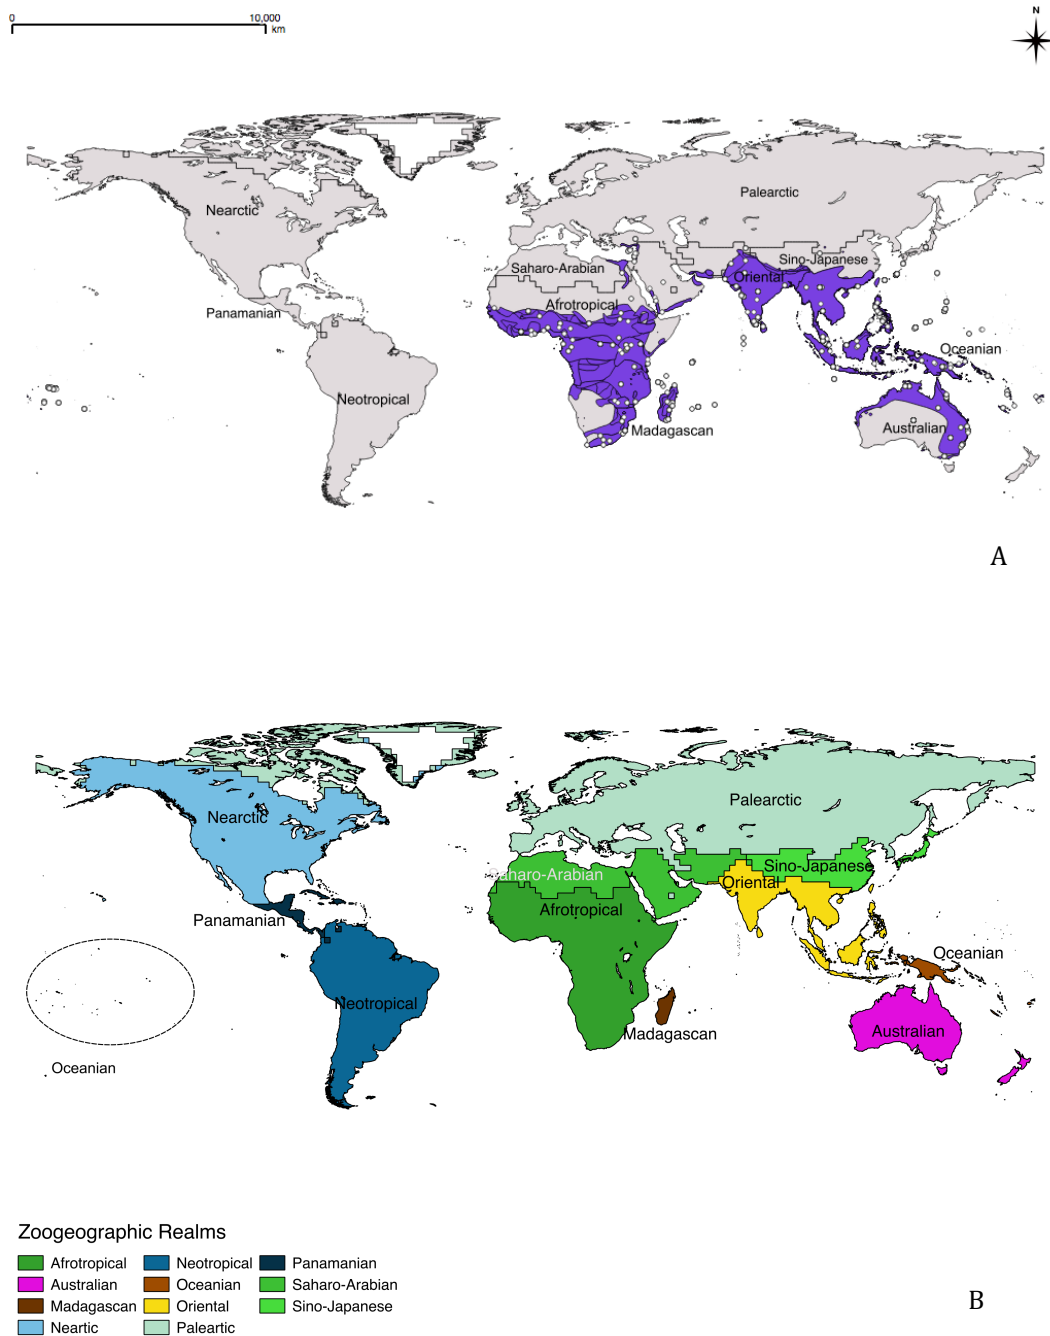 0 10,000
km
N
Nearctic
Palearctic
Saharo-Arabian
Sino-Japanese
Oriental
Panamanian
Afrotropical
Oceanian
Neotropical
Madagascan
Australian
A
Nearctic
Palearctic
Saharo-Arabian
Sino-Japanese
Oriental
Panamanian
Afrotropical
Oceanian
Neotropical
Madagascan
Australian
Oceanian
Zoogeographic Realms
Afrotropical Neotropical Panamanian
Australian Oceanian Saharo-Arabian
Madagascan Oriental Sino-Japanese
Neartic Paleartic
B